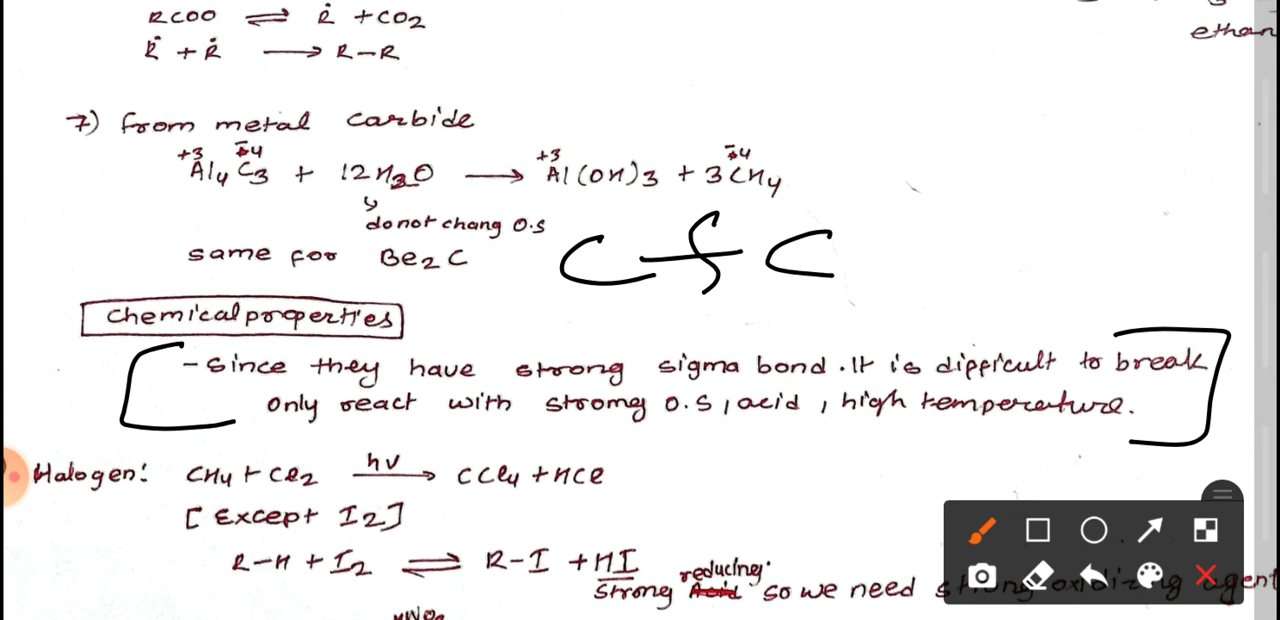 RCOO ⇌ Ṙ + CO2
Ṙ + Ṙ ⟶ R-R
ethan
7) from metal carbide
+3 -4 +3 -4
Al4C3 + 12H2O ⟶ Al(OH)3 + 3CH4
do not chang O.S
same for Be2C
C C
Chemical properties
- Since they have strong sigma bond. It is difficult to break
Only react with strong O.S, acid, high temperature.
Halogen: CH4 + Cl2 hν⟶ CCl4 + HCl
[Except I2]
R-H + I2 ⇌ R-I + HI
reducing
Strong Acid so we need strong oxidizing agent